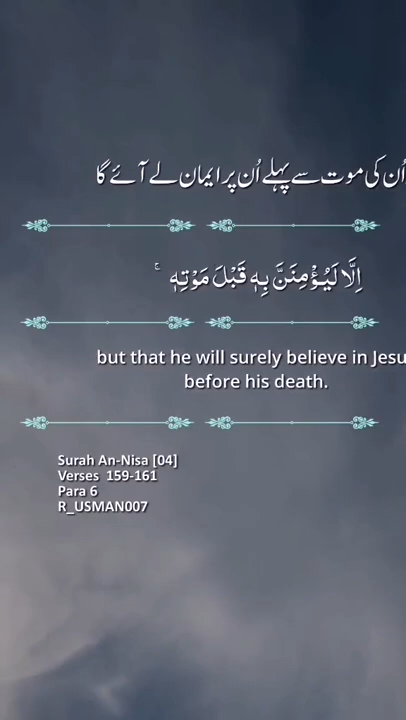 اُن کی موت سے پہلے اُن پر ایمان لے آئے گا
اِلَّا لَيُؤْمِنَنَّ بِهٖ قَبْلَ مَوْتِهٖ ۚ
but that he will surely believe in Jesu
before his death.
Surah An-Nisa [04]
Verses 159-161
Para 6
R_USMAN007